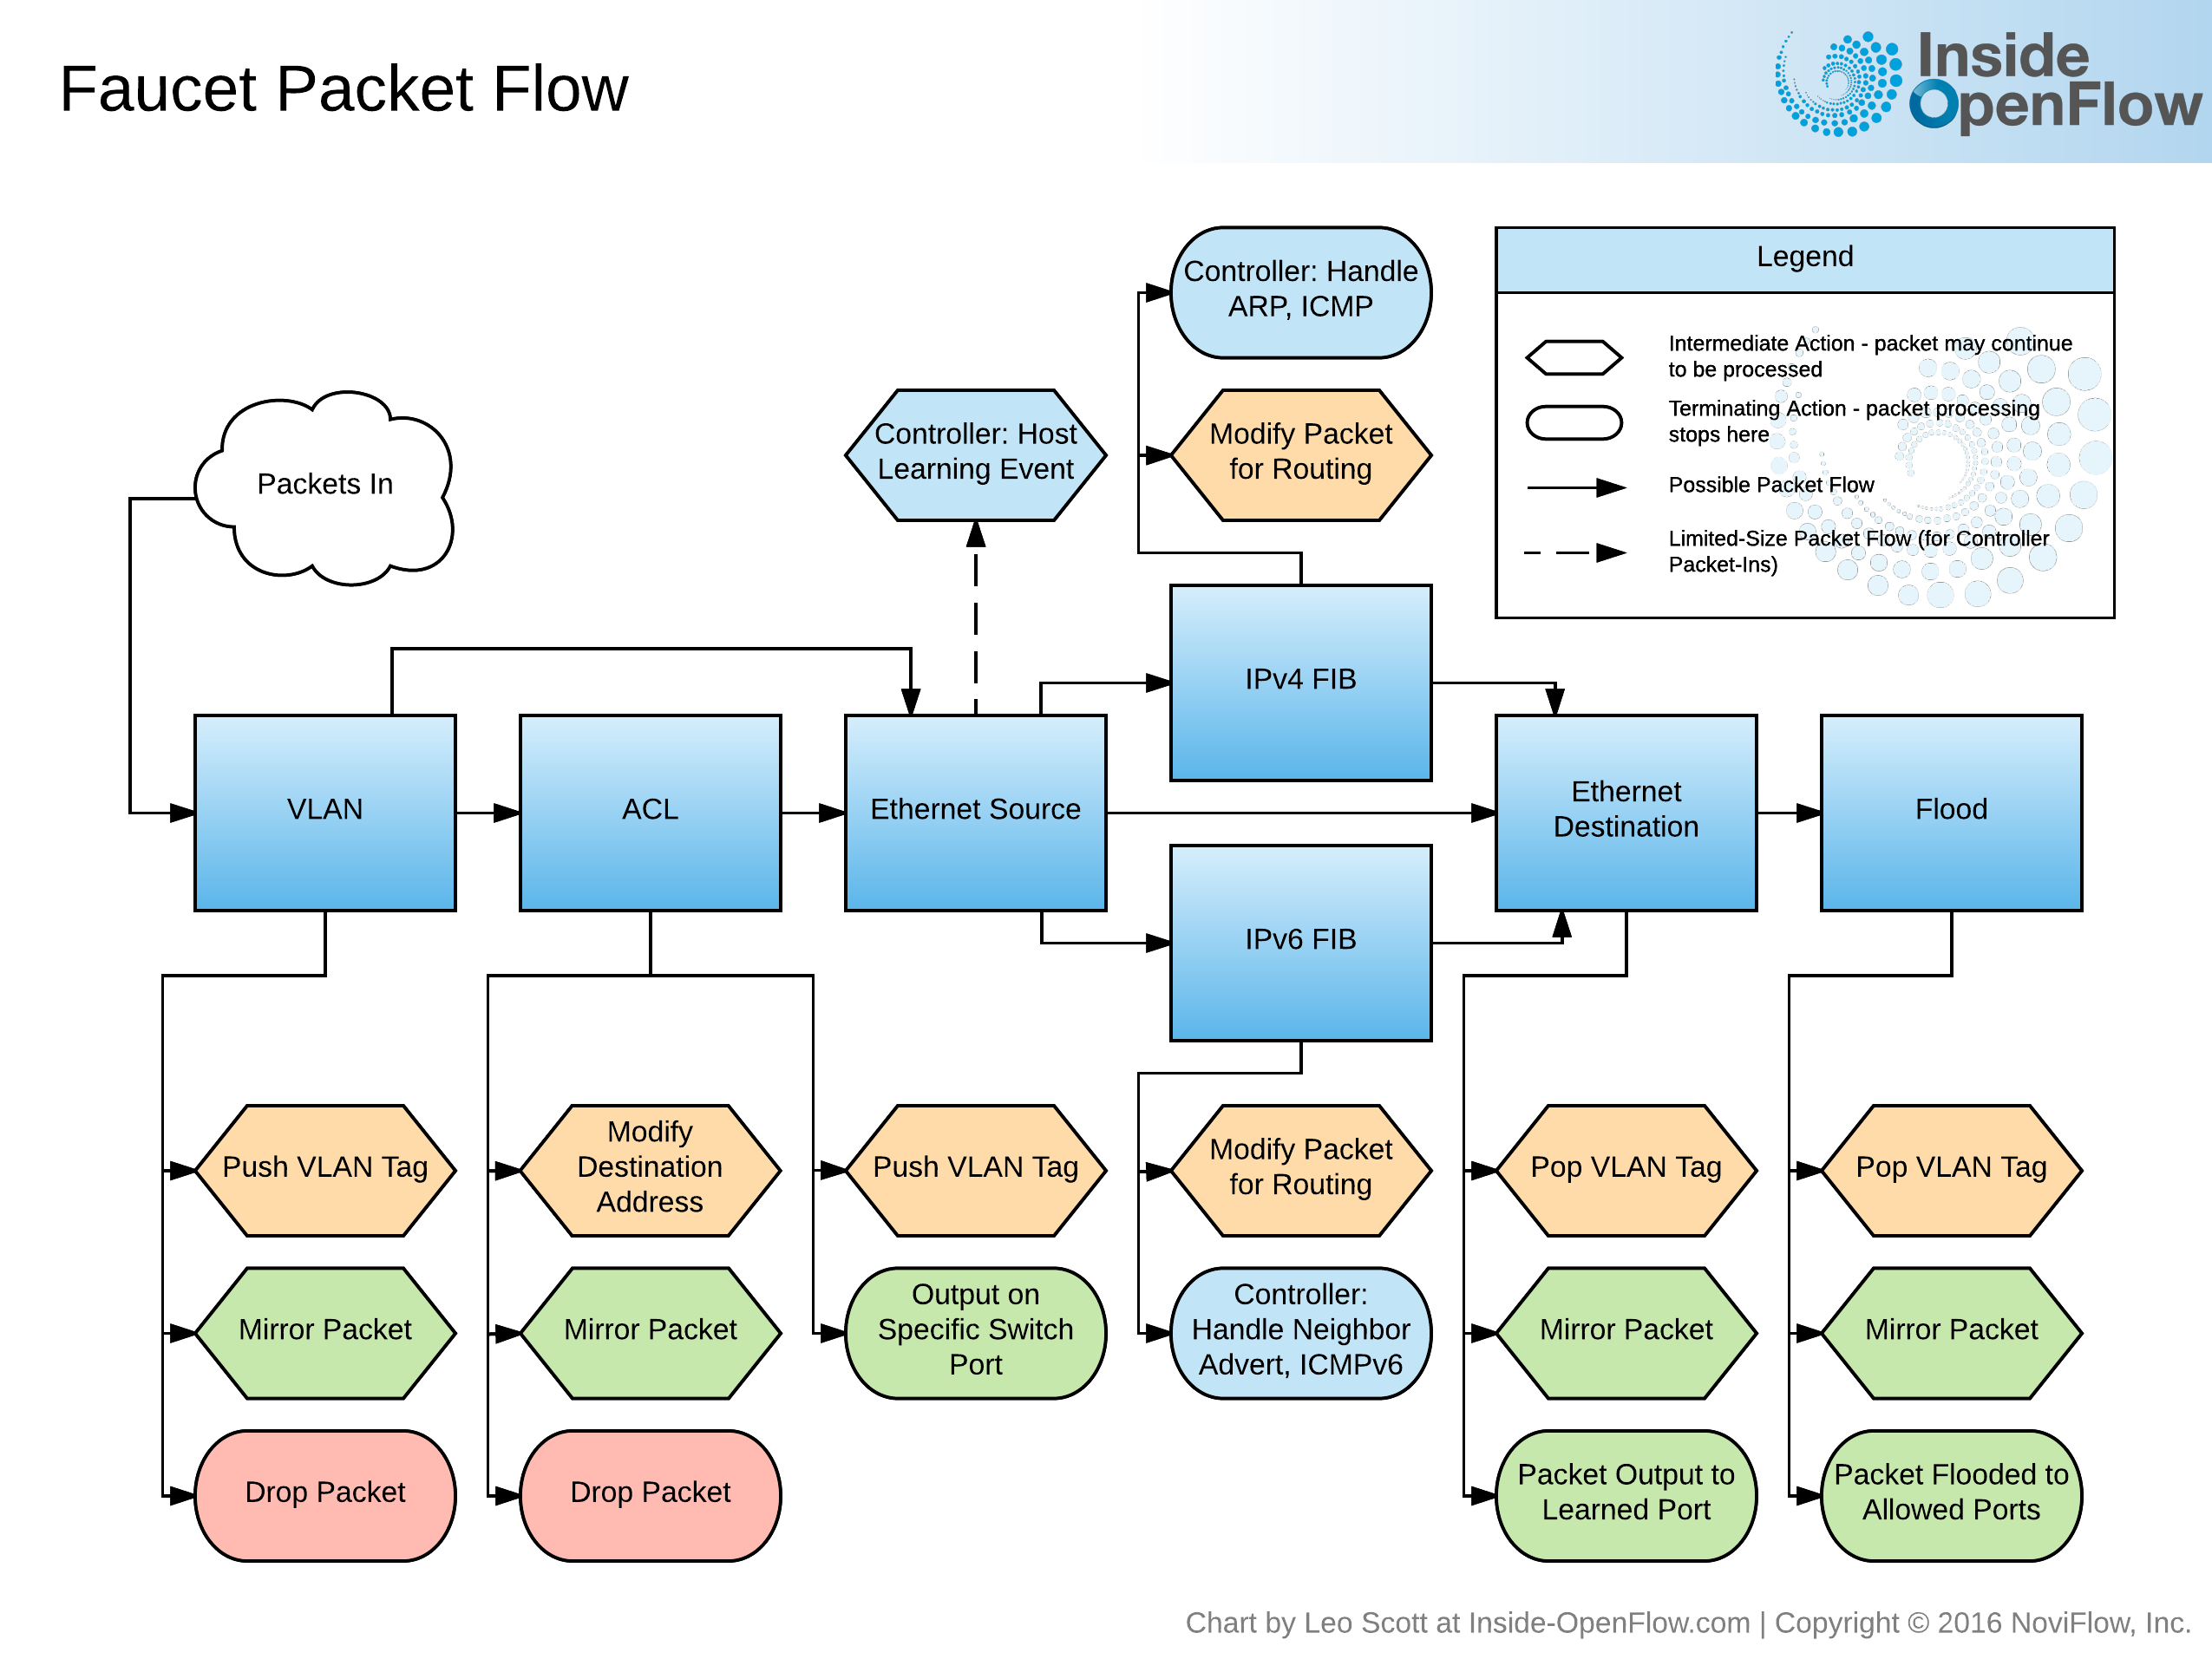 Faucet Packet Flow
Inside
OpenFlow
Controller: Handle
ARP, ICMP
Legend
Intermediate Action - packet may continue
to be processed
Terminating Action - packet processing
stops here
Possible Packet Flow
Limited-Size Packet Flow (for Controller
Packet-Ins)
Packets In
Controller: Host
Learning Event
Modify Packet
for Routing
IPv4 FIB
VLAN
ACL
Ethernet Source
Ethernet
Destination
Flood
IPv6 FIB
Push VLAN Tag
Modify
Destination
Address
Push VLAN Tag
Modify Packet
for Routing
Pop VLAN Tag
Pop VLAN Tag
Mirror Packet
Mirror Packet
Output on
Specific Switch
Port
Controller:
Handle Neighbor
Advert, ICMPv6
Mirror Packet
Mirror Packet
Drop Packet
Drop Packet
Packet Output to
Learned Port
Packet Flooded to
Allowed Ports
Chart by Leo Scott at Inside-OpenFlow.com | Copyright © 2016 NoviFlow, Inc.